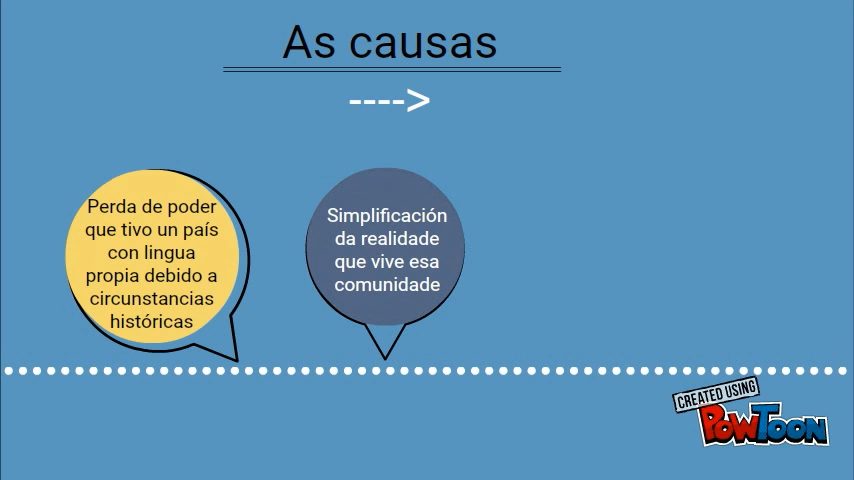 As causas
---->
Perda de poder
que tivo un país
con lingua
propia debido a
circunstancias
históricas
Simplificación
da realidade
que vive esa
comunidade
CREATED USING
POWTOON